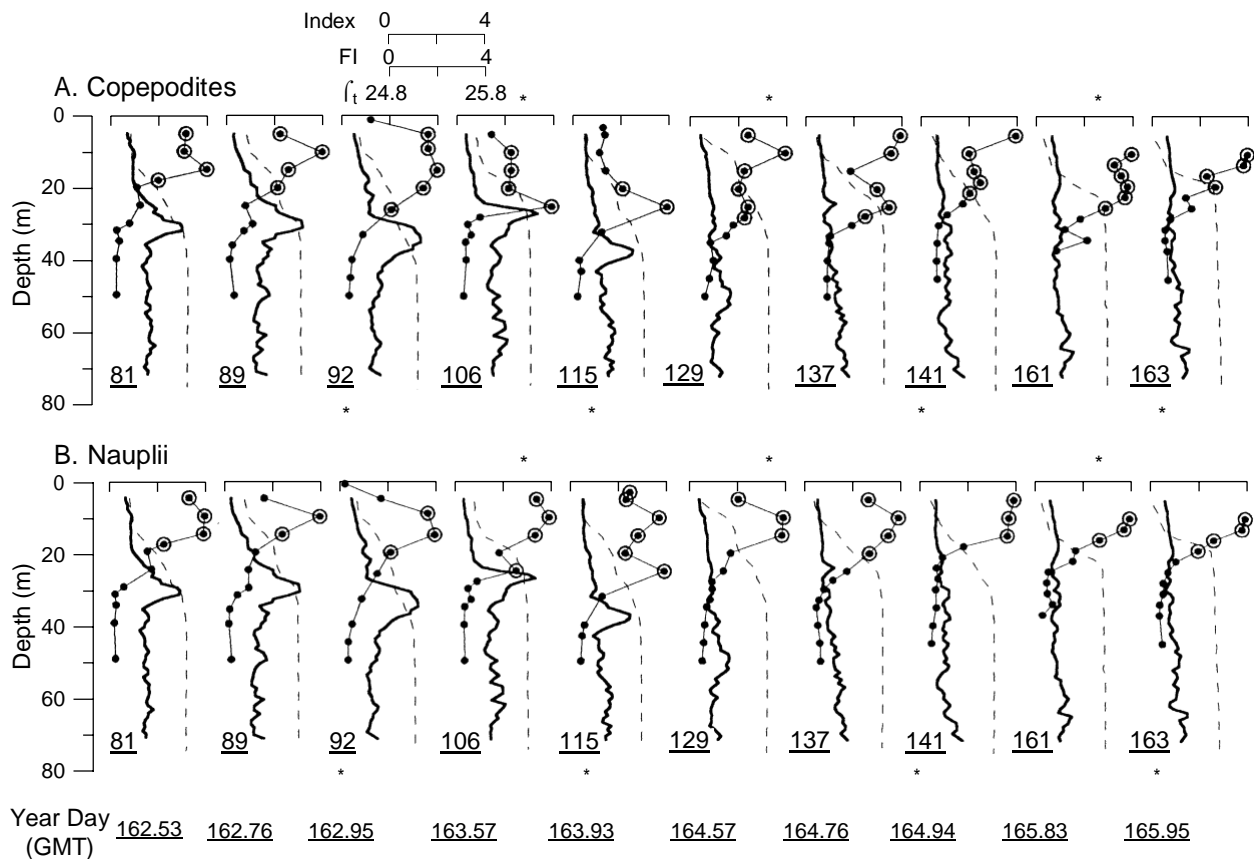 Index 0 4
FI 0 4
A. Copepodites ſt 24.8 25.8 * * *
0
20
40
60
80
Depth (m)
81 89 92 106 115 129 137 141 161 163
* * * *
B. Nauplii * * *
0
20
40
60
80
Depth (m)
81 89 92 106 115 129 137 141 161 163
* * * *
Year Day 162.53 162.76 162.95 163.57 163.93 164.57 164.76 164.94 165.83 165.95
(GMT)